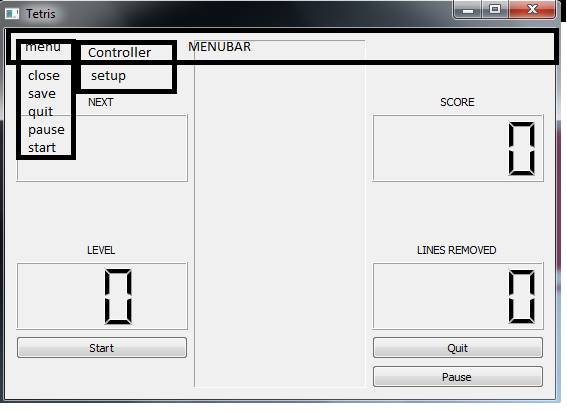 Tetris
menu
Controller
MENUBAR
close
setup
save
quit
pause
start
NEXT
SCORE
0
LEVEL
LINES REMOVED
0
0
Start
Quit
Pause